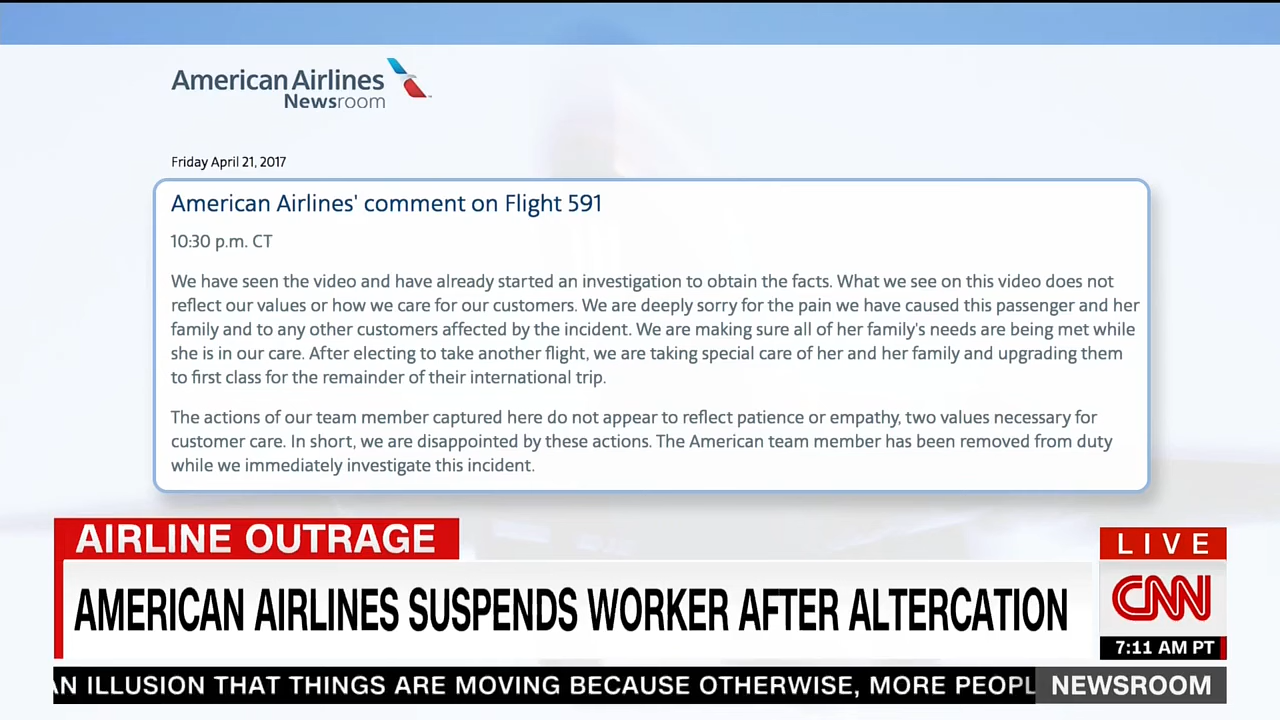 American Airlines
Newsroom
Friday April 21, 2017
American Airlines' comment on Flight 591
10:30 p.m. CT
We have seen the video and have already started an investigation to obtain the facts. What we see on this video does not
reflect our values or how we care for our customers. We are deeply sorry for the pain we have caused this passenger and her
family and to any other customers affected by the incident. We are making sure all of her family's needs are being met while
she is in our care. After electing to take another flight, we are taking special care of her and her family and upgrading them
to first class for the remainder of their international trip.
The actions of our team member captured here do not appear to reflect patience or empathy, two values necessary for
customer care. In short, we are disappointed by these actions. The American team member has been removed from duty
while we immediately investigate this incident.
AIRLINE OUTRAGE
AMERICAN AIRLINES SUSPENDS WORKER AFTER ALTERCATION
LIVE
CNN
7:11 AM PT
ILLUSION THAT THINGS ARE MOVING BECAUSE OTHERWISE, MORE
NEWSROOM